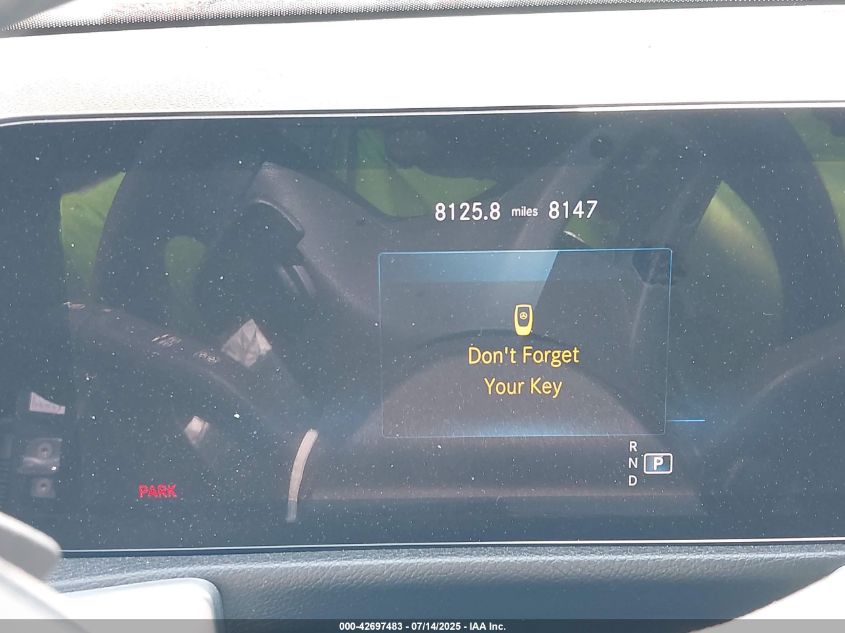 8125.8 miles 8147
Don't Forget
Your Key
R
N P
D
PARK
000-42697483 - 07/14/2025 - IAA Inc.